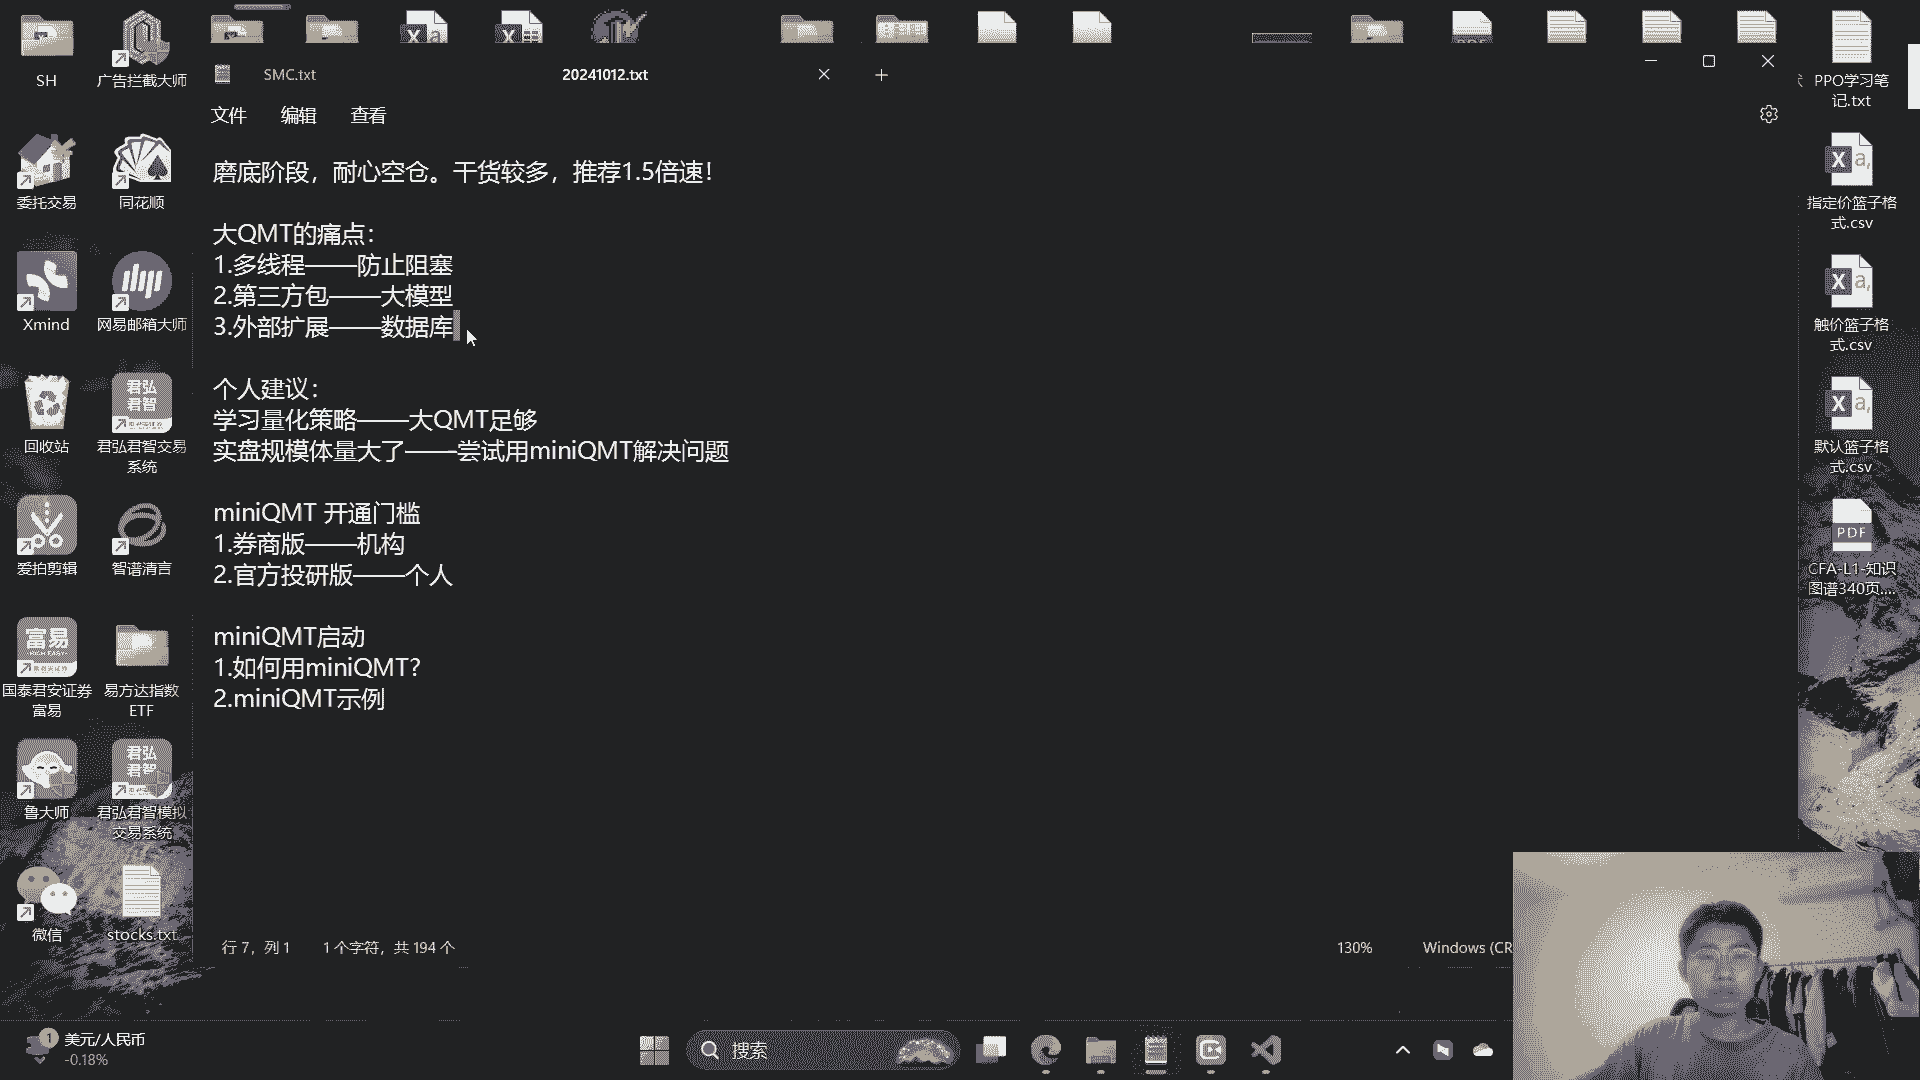 SH
广告拦截大师
委托交易
同花顺
Xmind
网易邮箱大师
回收站
君弘君智交易
系统
爱拍剪辑
智谱清言
国泰君安证券
富易
易方达指数
ETF
鲁大师
君弘君智模拟
交易系统
微信
stocks.txt
SMC.txt
20241012.txt
文件
编辑
查看
磨底阶段，耐心空仓。干货较多，推荐1.5倍速！
大QMT的痛点：
1.多线程——防止阻塞
2.第三方包——大模型
3.外部扩展——数据库
个人建议：
学习量化策略——大QMT足够
实盘规模体量大了——尝试用miniQMT解决问题
miniQMT 开通门槛
1.券商版——机构
2.官方投研版——个人
miniQMT启动
1.如何用miniQMT?
2.miniQMT示例
行 7，列 1
1 个字符，共 194 个
130%
Windows (CR
PPO学习笔
记.txt
指定价篮子格
式.csv
触价篮子格
式.csv
默认篮子格
式.csv
PDF
CFA-L1-知识
图谱340页....
1
美元/人民币
-0.18%
搜索